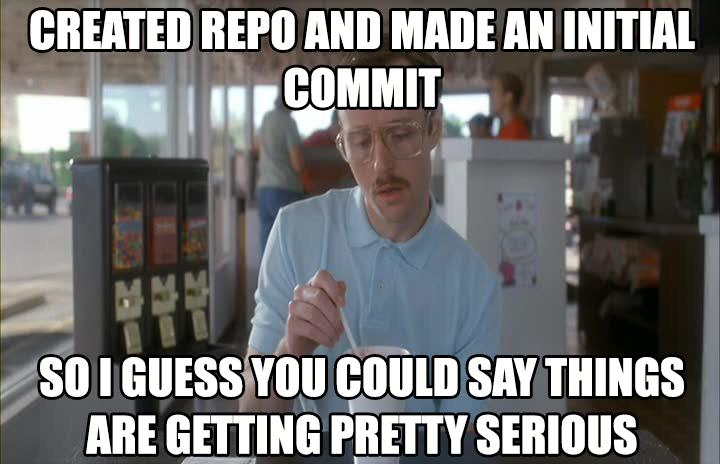 CREATED REPO AND MADE AN INITIAL
COMMIT
SO I GUESS YOU COULD SAY THINGS
ARE GETTING PRETTY SERIOUS